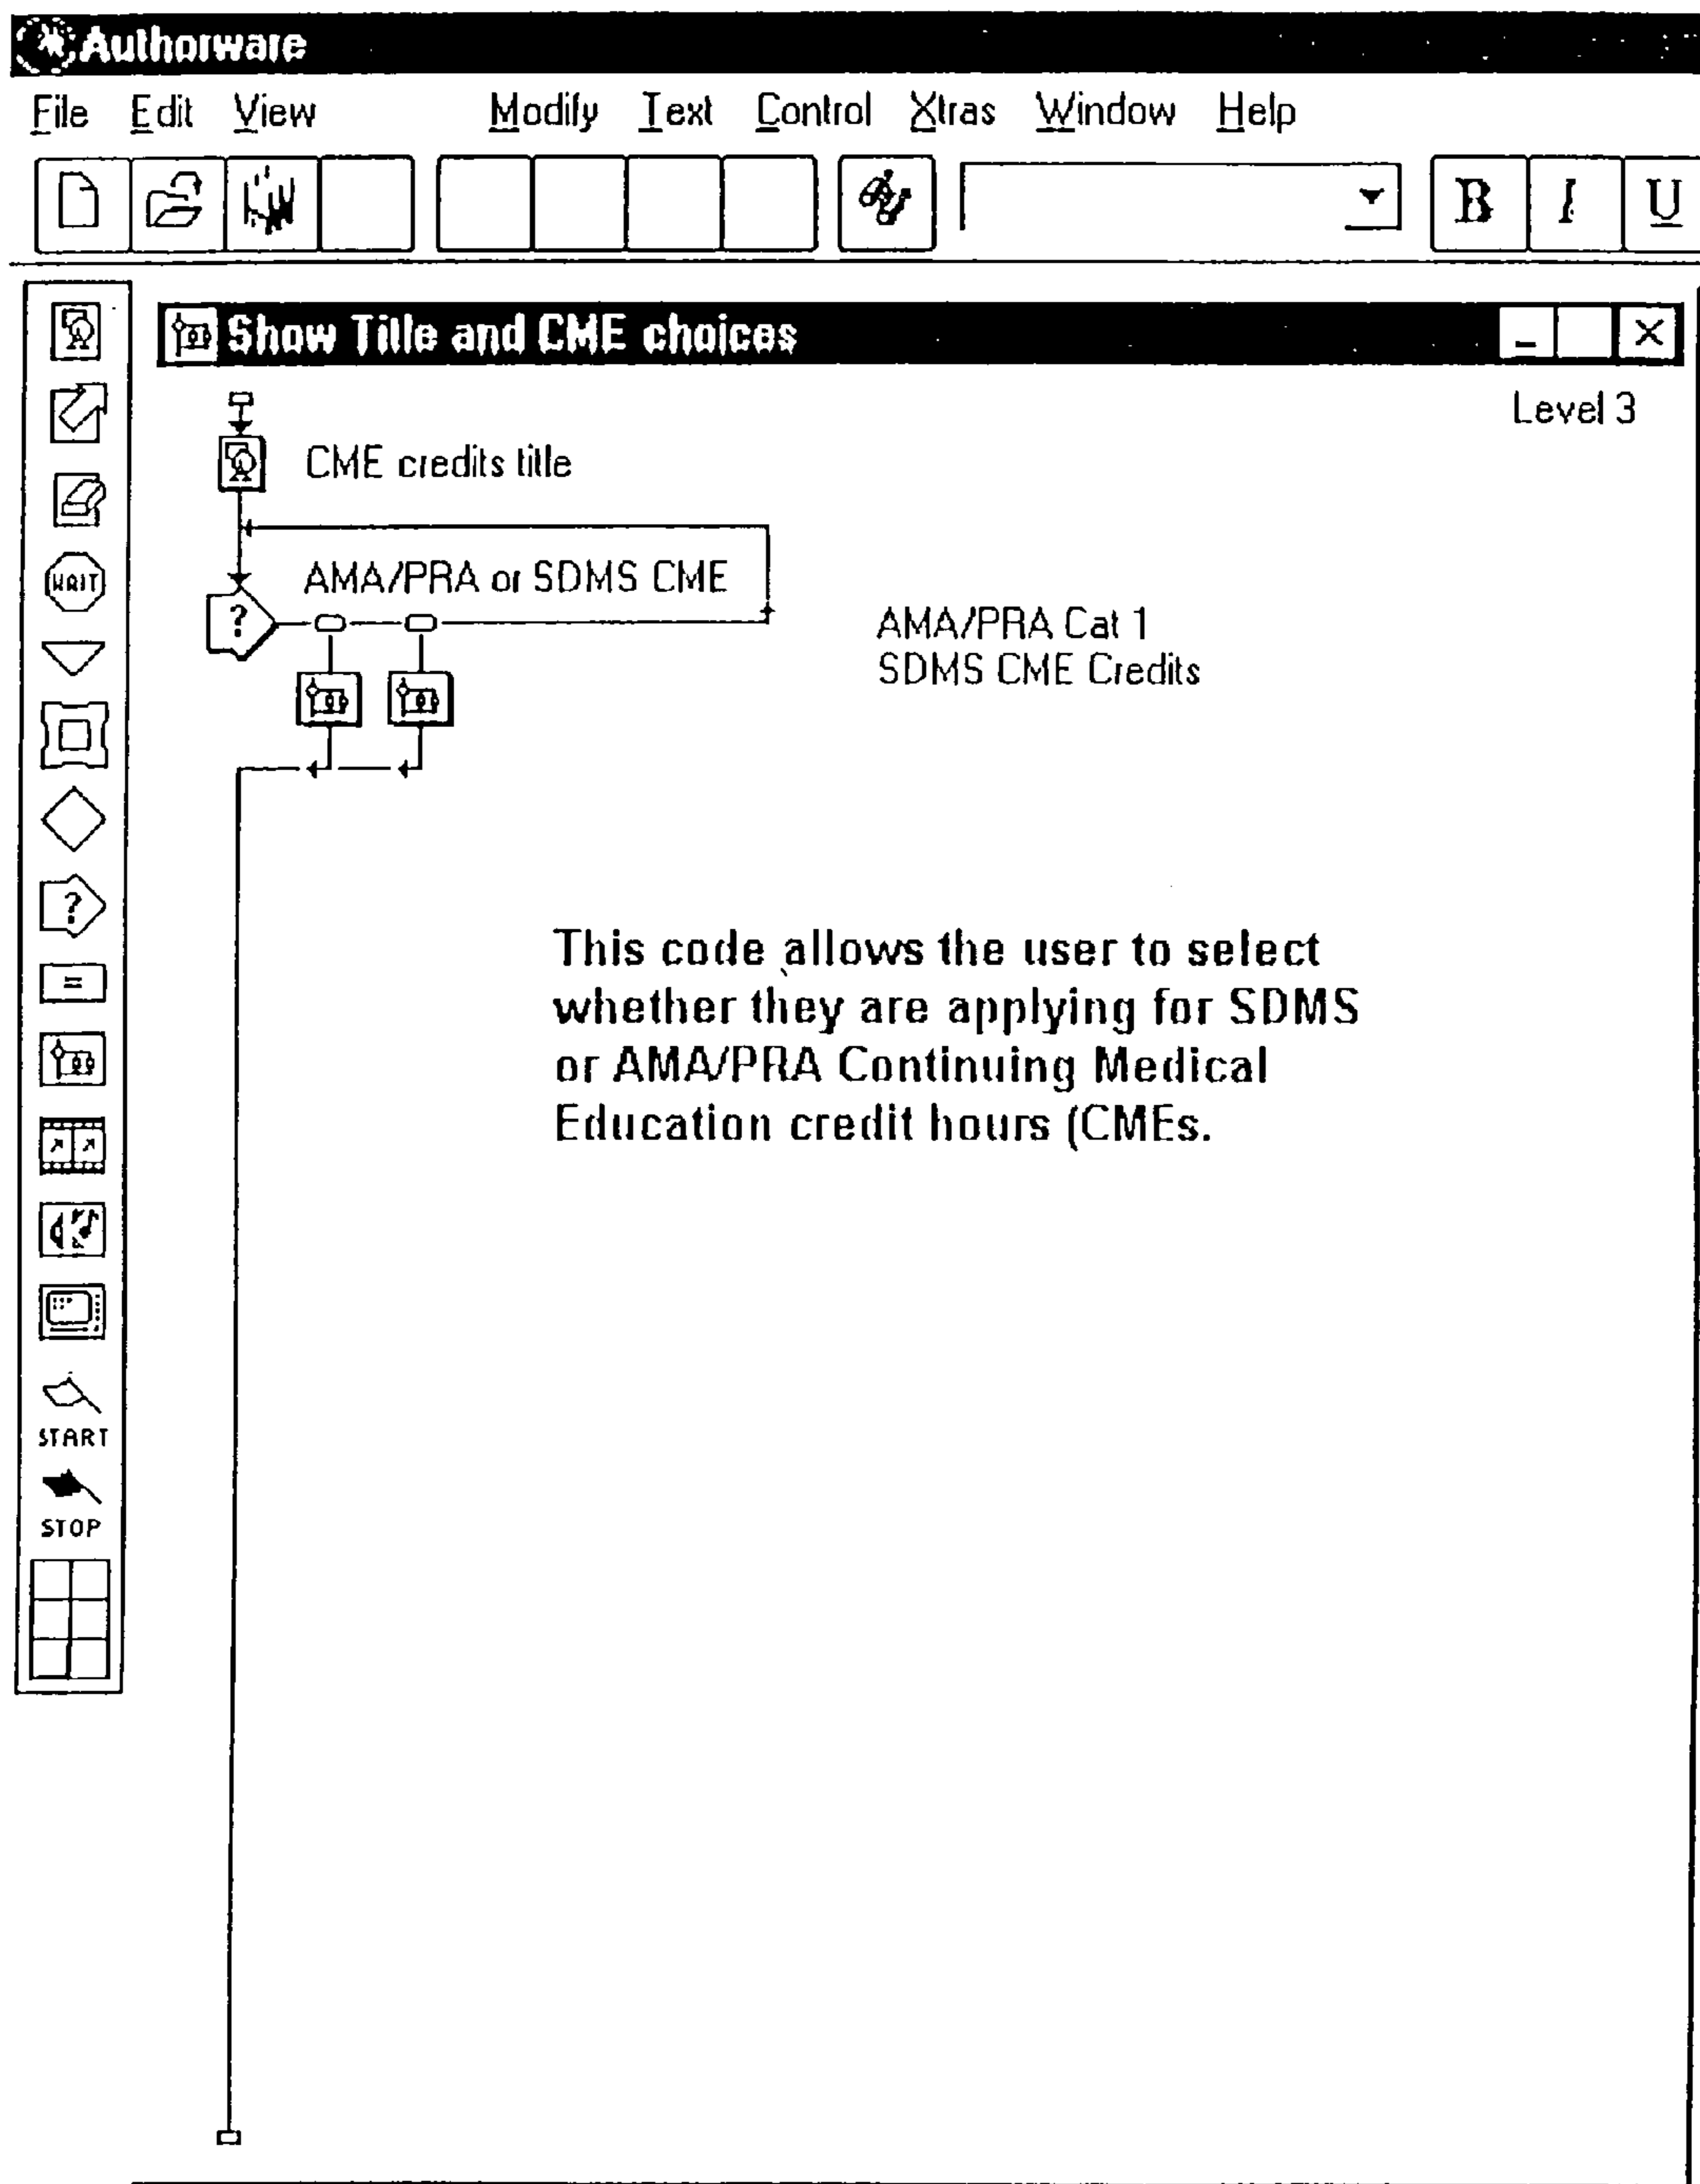 Authorware
File Edit View Modify Text Control Xtras Window Help
B I U
Show Title and CME choices
Level 3
CME credits title
AMA/PRA or SDMS CME
?
AMA/PRA Cat 1
SDMS CME Credits
WAIT
?
=
This code allows the user to select
whether they are applying for SDMS
or AMA/PRA Continuing Medical
Education credit hours (CMEs.
START
STOP